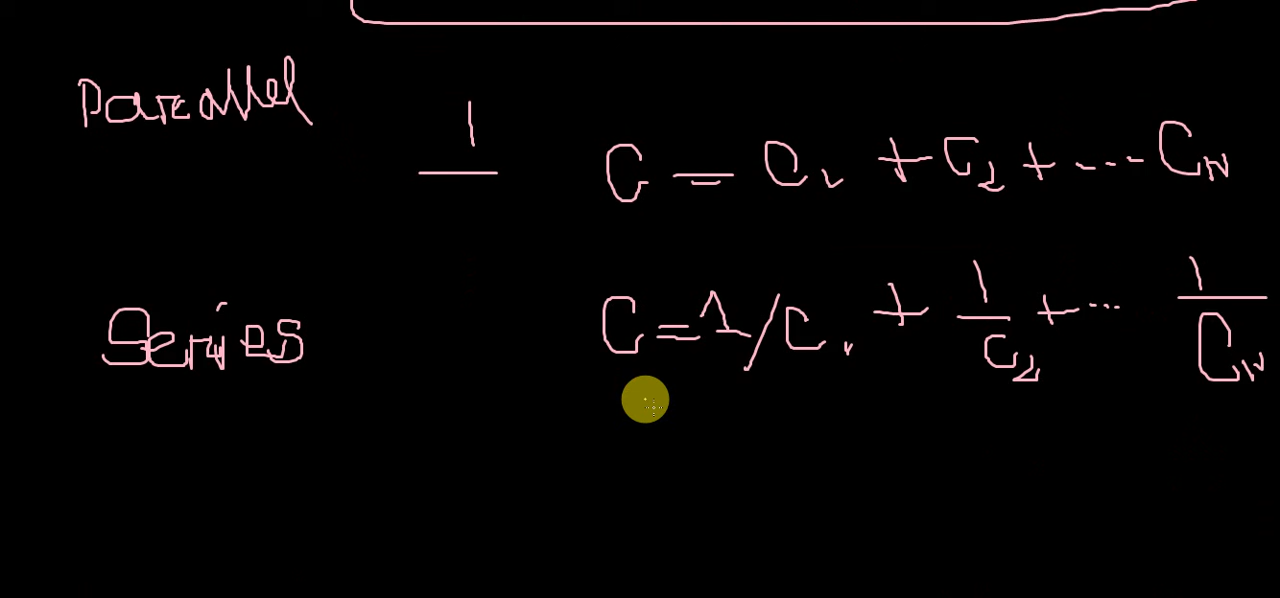 Parallel
1
C = C1 + C2 + ... CN
Series
C = 1/C1 + 1/C2 + ... 1/CN